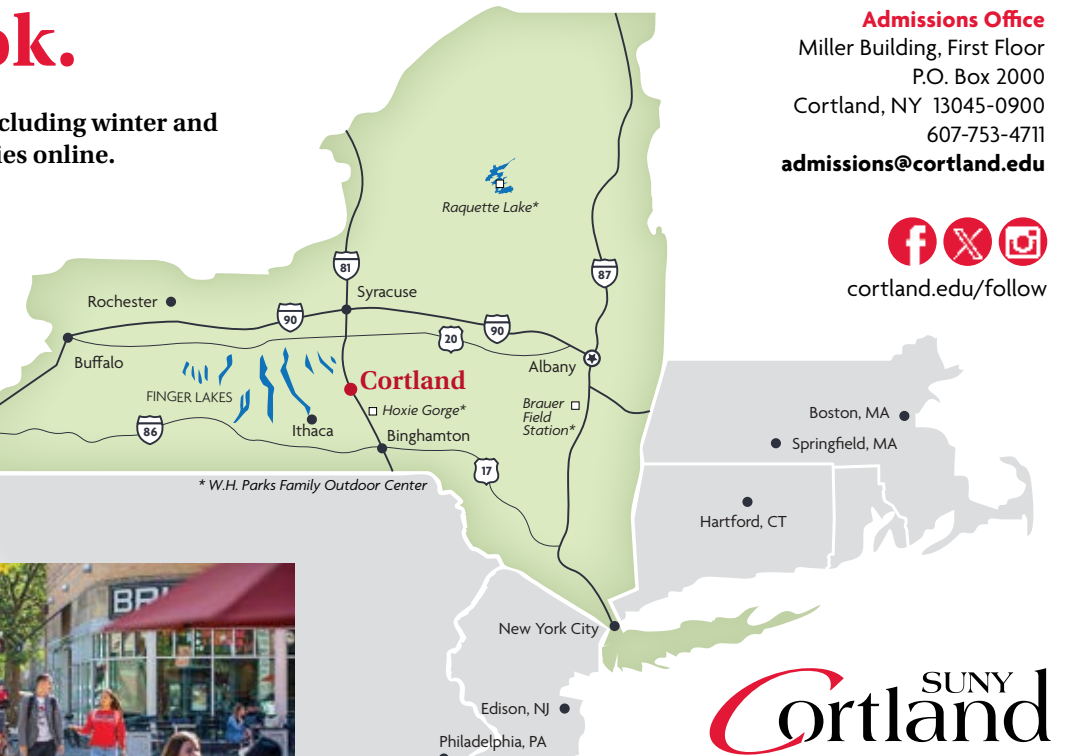 ok.
cluding winter and
ies online.
Admissions Office
Miller Building, First Floor
P.O. Box 2000
Cortland, NY 13045-0900
607-753-4711
admissions@cortland.edu
cortland.edu/follow
Raquette Lake*
81
87
Rochester
Syracuse
90
90
20
Buffalo
Albany
FINGER LAKES
Cortland
Hoxie Gorge*
Brauer
Field
Station*
86
Ithaca
Binghamton
17
* W.H. Parks Family Outdoor Center
Boston, MA
Springfield, MA
Hartford, CT
New York City
Edison, NJ
Philadelphia, PA
BRU
SUNY
Cortland